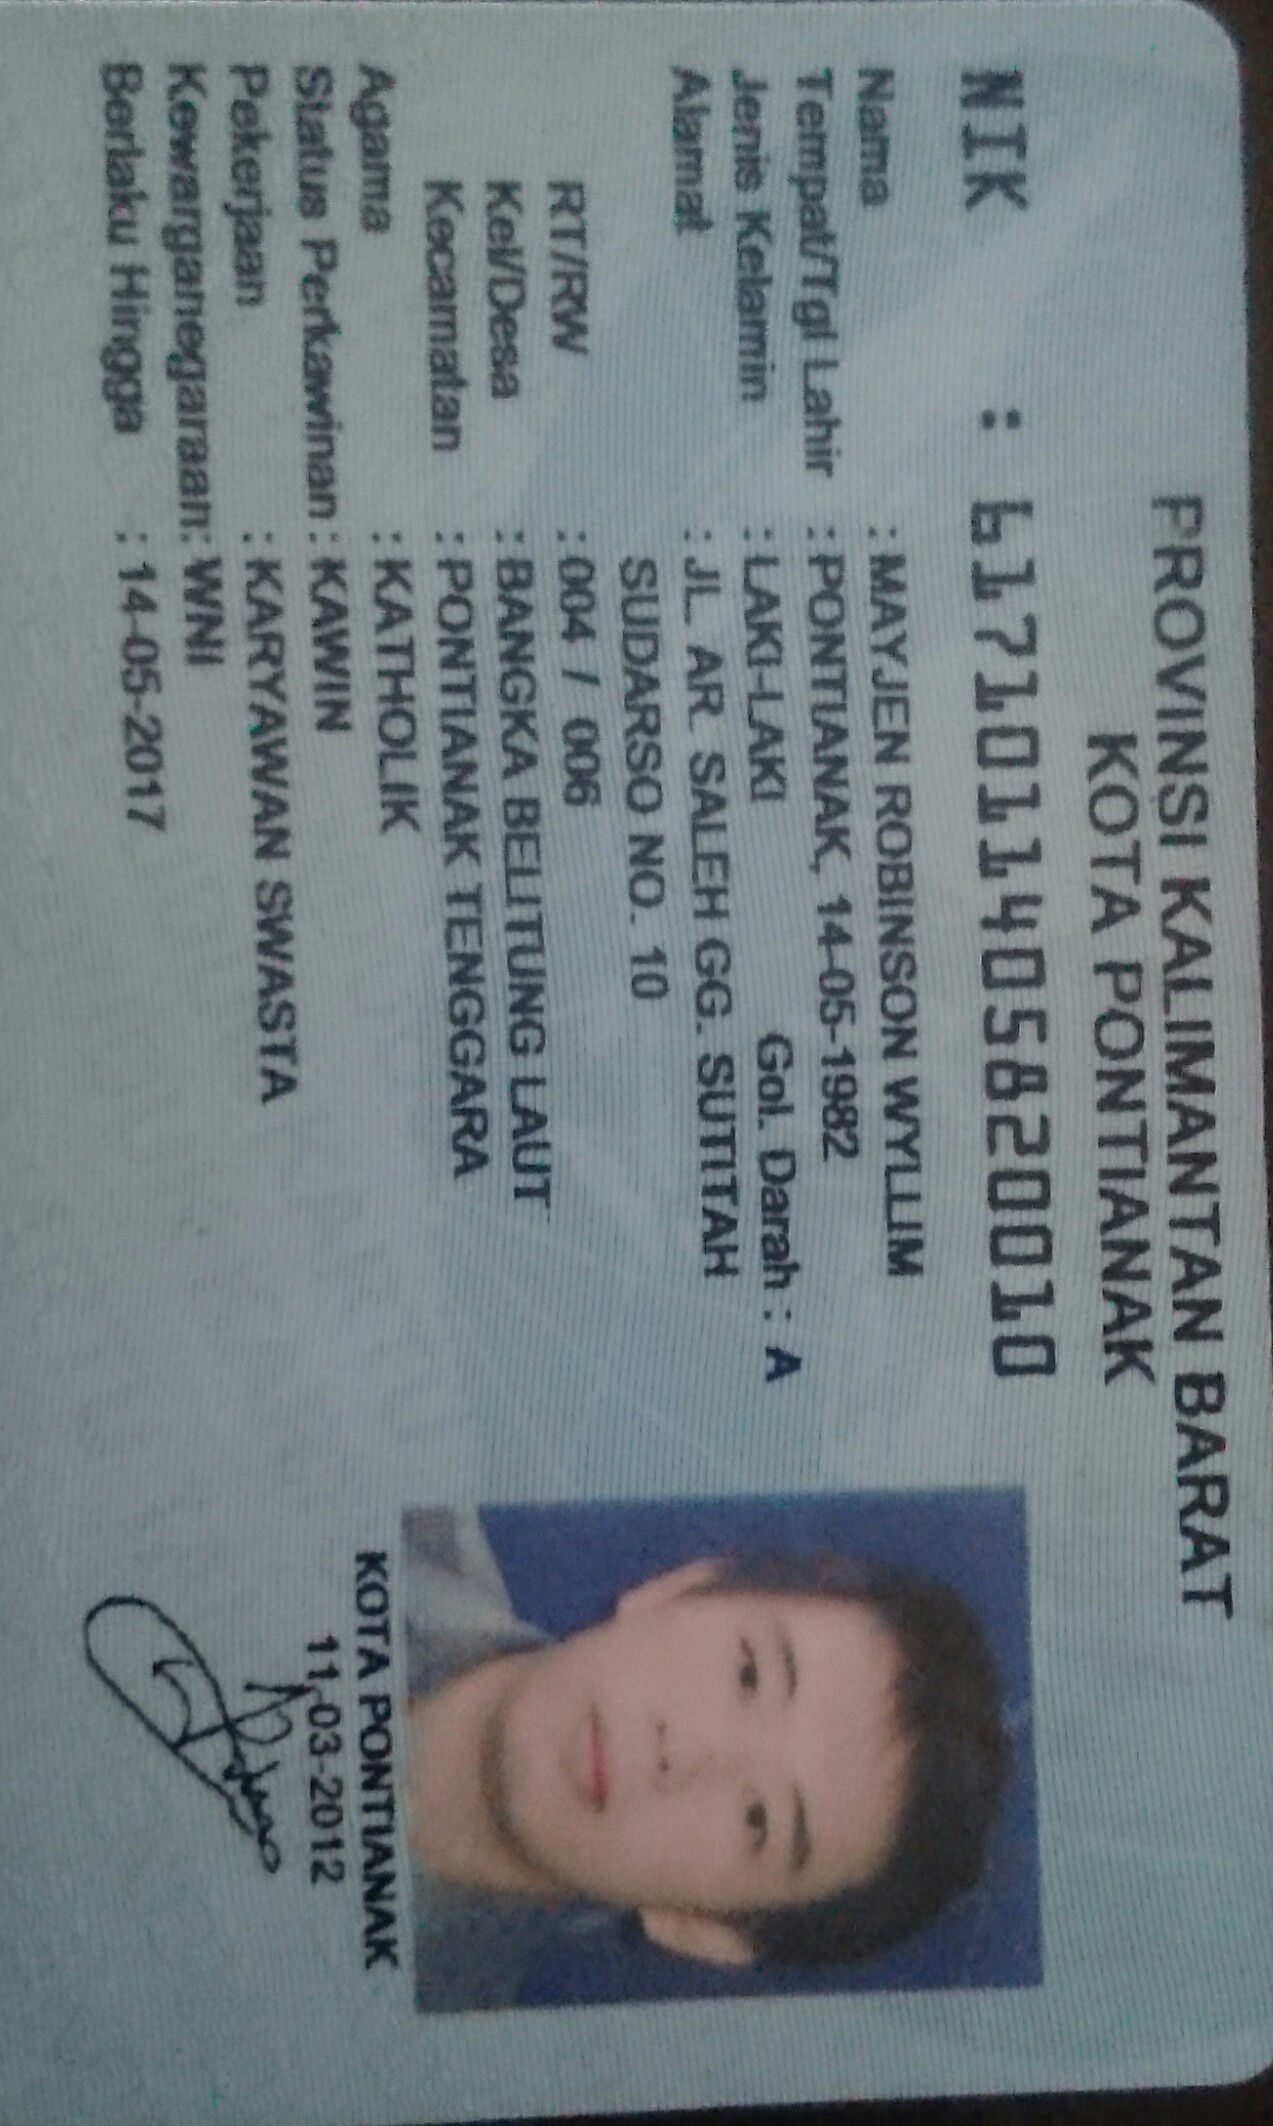 PROVINSI KALIMANTAN BARAT
KOTA PONTIANAK
NIK : 6171011405820010
Nama : MAYJEN ROBINSON WYLLIM
Tempat/Tgl Lahir : PONTIANAK, 14-05-1982
Jenis Kelamin : LAKI-LAKI Gol. Darah : A
Alamat : JL. AR. SALEH GG. SUTITAH
SUDARSO NO. 10
RT/RW : 004 / 006
Kel/Desa : BANGKA BELITUNG LAUT
Kecamatan : PONTIANAK TENGGARA
Agama : KATHOLIK
Status Perkawinan : KAWIN
Pekerjaan : KARYAWAN SWASTA
Kewarganegaraan: WNI
Berlaku Hingga : 14-05-2017
KOTA PONTIANAK
11-03-2012